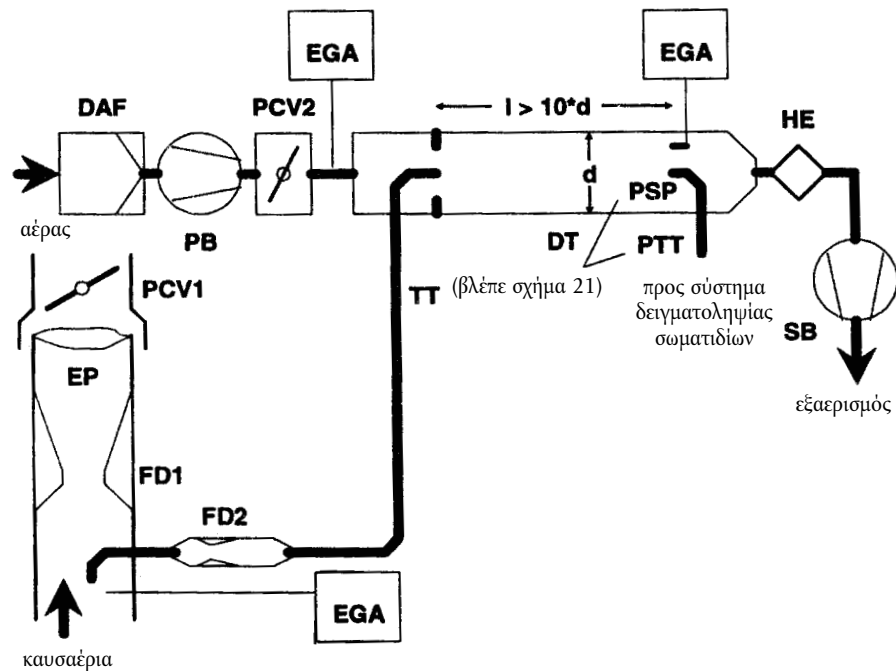 EGA
EGA
DAF
PCV2
l > 10*d
HE
d
PSP
αέρας
PB
DT
PTT
PCV1
TT
(βλέπε σχήμα 21)
προς σύστημα
δειγματοληψίας
σωματιδίων
SB
EP
εξαερισμός
FD1
FD2
EGA
καυσαέρια